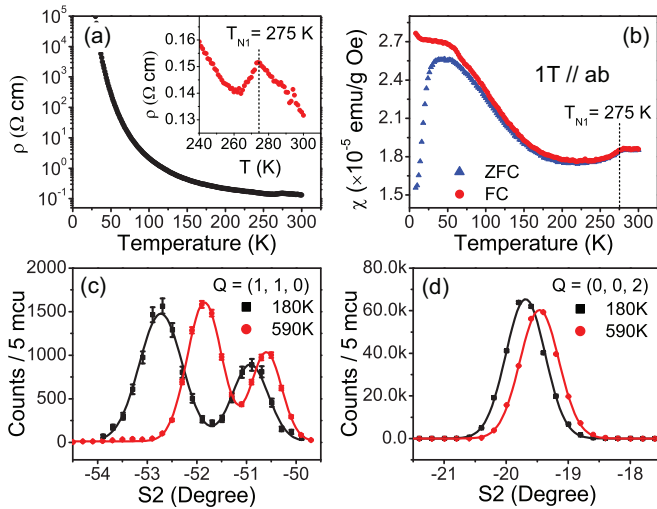 (a)
T_N1 = 275 K
ρ (Ω cm)
10^5
10^4
10^3
10^2
10^1
10^0
10^-1
0 50 100 150 200 250 300
Temperature (K)
ρ (Ω cm)
0.16
0.15
0.14
0.13
240 260 280 300
T (K)
(b)
1T // ab
T_N1 = 275 K
χ (×10^-5 emu/g Oe)
2.7
2.4
2.1
1.8
1.5
ZFC
FC
0 50 100 150 200 250 300
Temperature (K)
(c)
Q = (1, 1, 0)
180K
590K
Counts / 5 mcu
1500
1000
500
0
-54 -53 -52 -51 -50
S2 (Degree)
(d)
Q = (0, 0, 2)
180K
590K
Counts / 5 mcu
80.0k
60.0k
40.0k
20.0k
0.0
-21 -20 -19 -18
S2 (Degree)